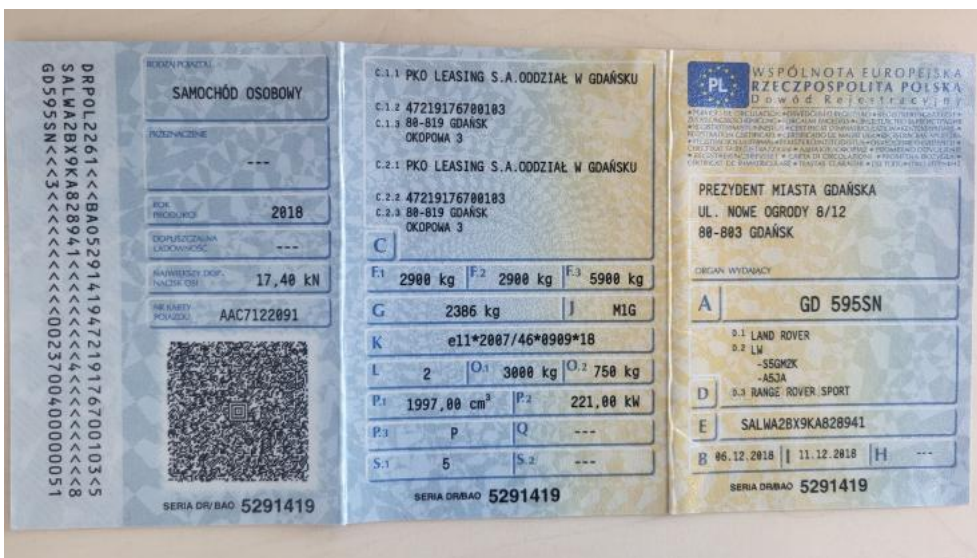 DRPOL2261<<<BAO52914194721917670010​3<5
SALWA2BX9KA828941<<<<<<<4<<<<<<<<8
GD595SN<<<3<<<<<<<<<<0023700400000051
RODZAJ POJAZDU
SAMOCHÓD OSOBOWY
PRZEZNACZENIE
---
ROK PRODUKCJI
2018
DOPUSZCZALNA ŁADOWNOŚĆ
---
NAJWIĘKSZY DOP. NACISK OSI
17,40 kN
NR KARTY POJAZDU
AAC7122091
SERIA DR/BAO 5291419
C.1.1 PKO LEASING S.A.ODDZIAŁ W GDAŃSKU
C.1.2 47219176700103
C.1.3 80-819 GDAŃSK
OKOPOWA 3
C.2.1 PKO LEASING S.A.ODDZIAŁ W GDAŃSKU
C.2.2 47219176700103
C.2.3 80-819 GDAŃSK
OKOPOWA 3
C
F.1 2900 kg F.2 2900 kg F.3 5900 kg
G 2386 kg J M1G
K e11*2007/46*0909*18
L 2 O.1 3000 kg O.2 750 kg
P.1 1997,00 cm³ P.2 221,00 kW
P.3 P Q ---
S.1 5 S.2 ---
SERIA DR/BAO 5291419
PL
WSPÓLNOTA EUROPEJSKA
RZECZPOSPOLITA POLSKA
Dowód Rejestracyjny
PREZYDENT MIASTA GDAŃSKA
UL. NOWE OGRODY 8/12
80-803 GDAŃSK
ORGAN WYDAJĄCY
A GD 595SN
D.1 LAND ROVER
D.2 LW
-S5GM2K
-A5JA
D D.3 RANGE ROVER SPORT
E SALWA2BX9KA828941
B 06.12.2018 I 11.12.2018 H ---
SERIA DR/BAO 5291419